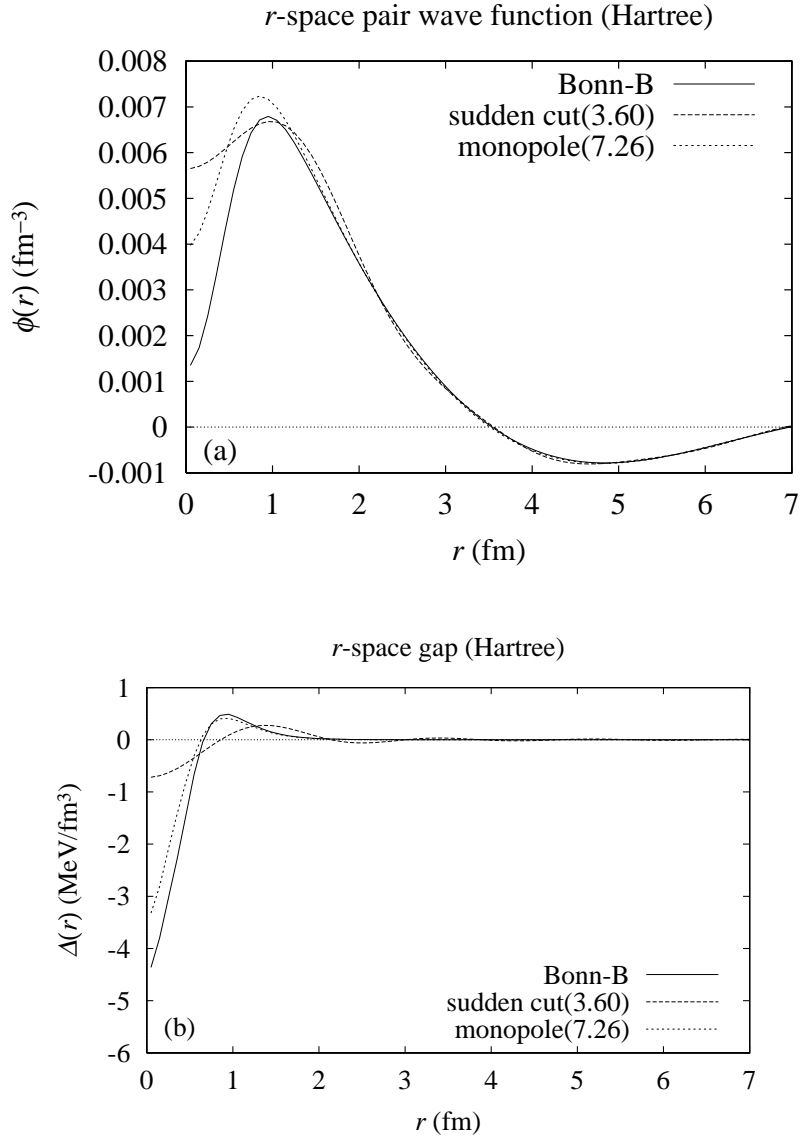 r-space pair wave function (Hartree)
0.008
0.007
0.006
0.005
0.004
0.003
0.002
0.001
0
-0.001
ϕ(r) (fm⁻³)
Bonn-B
sudden cut(3.60)
monopole(7.26)
(a)
0 1 2 3 4 5 6 7
r (fm)
r-space gap (Hartree)
1
0
-1
-2
-3
-4
-5
-6
Δ(r) (MeV/fm³)
Bonn-B
sudden cut(3.60)
monopole(7.26)
(b)
0 1 2 3 4 5 6 7
r (fm)